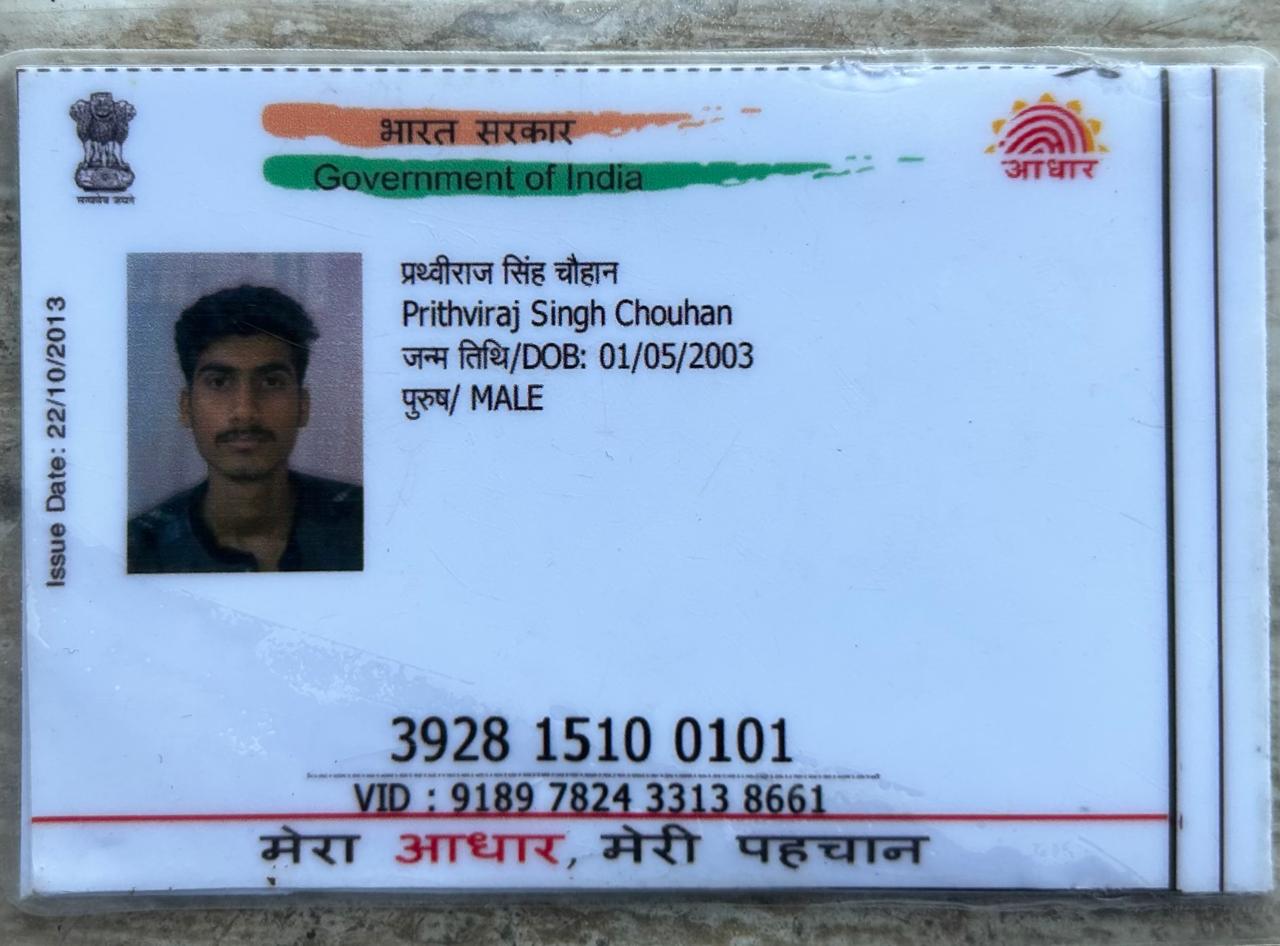 भारत सरकार
Government of India
सत्यमेव जयते
आधार
Issue Date: 22/10/2013
प्रथ्वीराज सिंह चौहान
Prithviraj Singh Chouhan
जन्म तिथि/DOB: 01/05/2003
पुरुष/ MALE
3928 1510 0101
VID : 9189 7824 3313 8661
मेरा आधार, मेरी पहचान